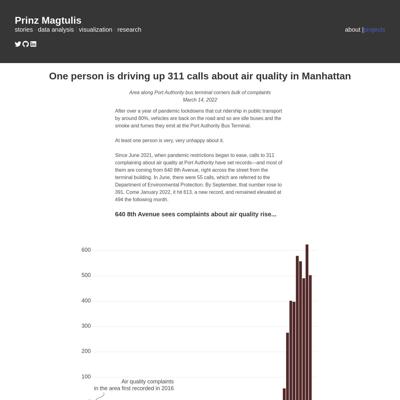 Prinz Magtulis
stories data analysis visualization research
about | projects
One person is driving up 311 calls about air quality in Manhattan
Area along Port Authority bus terminal corners bulk of complaints
March 14, 2022
After over a year of pandemic lockdowns that cut ridership in public transport
by around 80%, vehicles are back on the road and so are idle buses and the
smoke and fumes they emit at the Port Authority Bus Terminal.
At least one person is very, very unhappy about it.
Since June 2021, when pandemic restrictions began to ease, calls to 311
complaining about air quality at Port Authority have set records—and most of
them are coming from 640 8th Avenue, right across the street from the
terminal building. In June, there were 55 calls, which are referred to the
Department of Environmental Protection. By September, that number rose to
391. Come January 2022, it hit 613, a new record, and remained elevated at
494 the following month.
640 8th Avenue sees complaints about air quality rise...
600
500
400
300
200
100
Air quality complaints
in the area first recorded in 2016